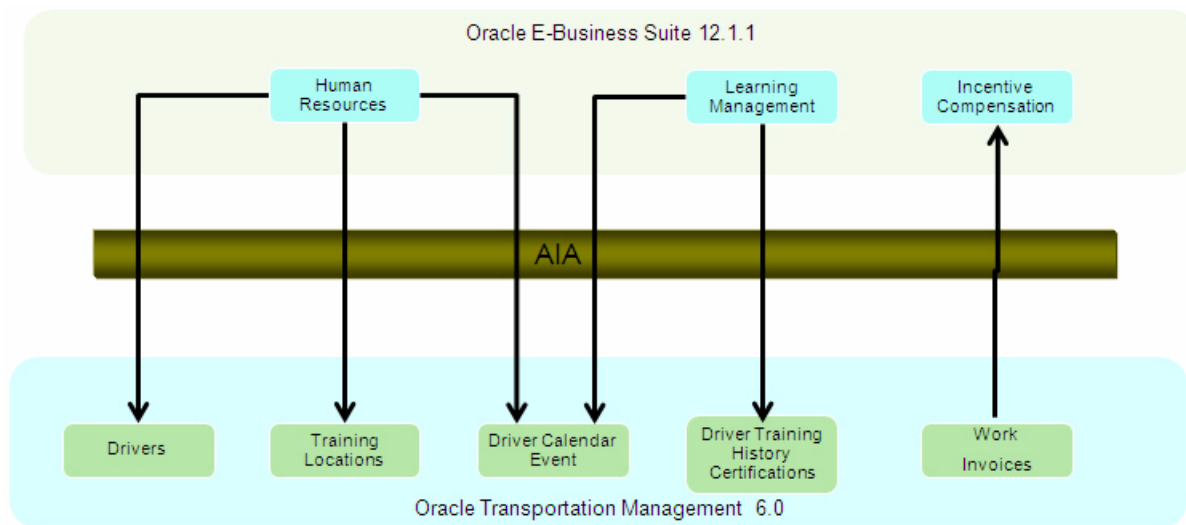 Oracle E-Business Suite 12.1.1
Human
Resources
Learning
Management
Incentive
Compensation
AIA
Drivers
Training
Locations
Driver Calendar
Event
Driver Training
History
Certifications
Work
Invoices
Oracle Transportation Management 6.0